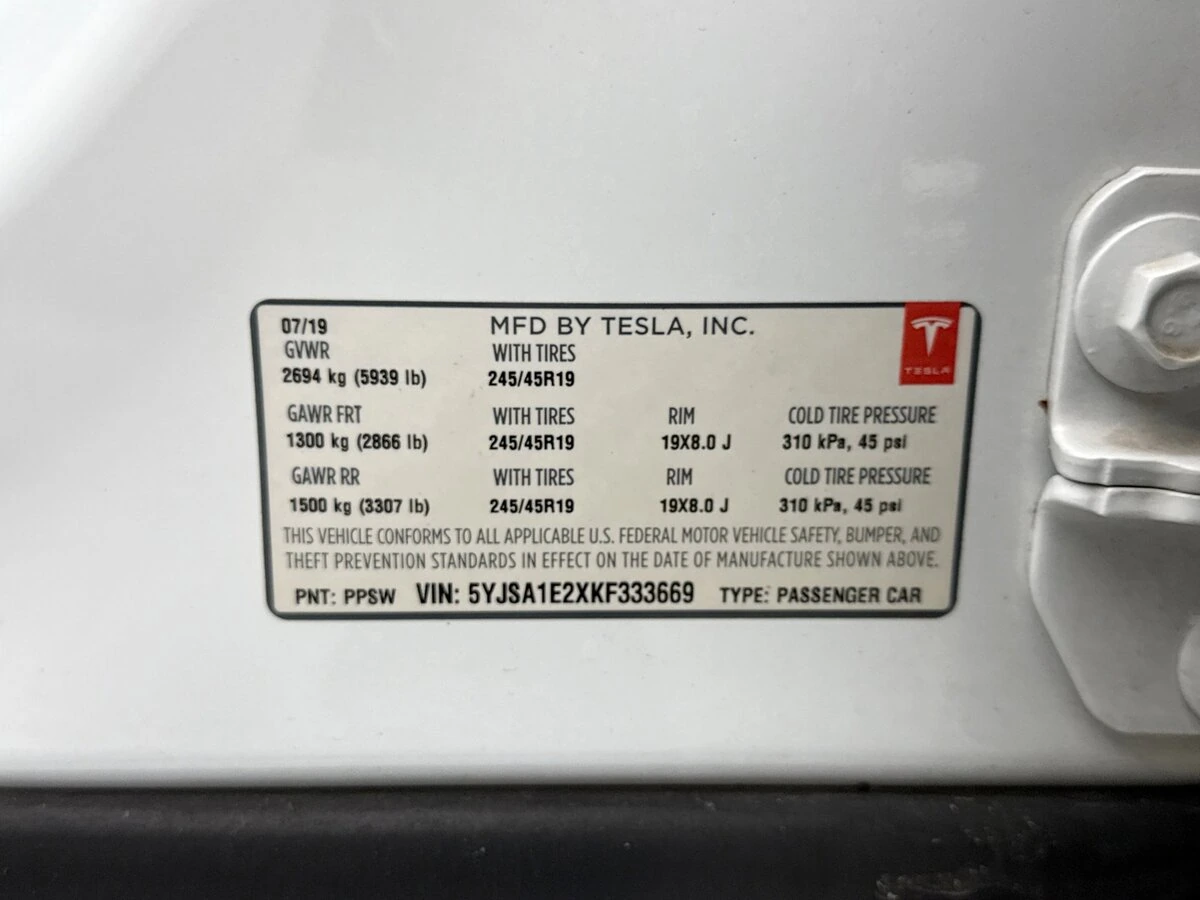 07/19 MFD BY TESLA, INC.
GVWR WITH TIRES
2694 kg (5939 lb) 245/45R19
TESLA
GAWR FRT WITH TIRES RIM COLD TIRE PRESSURE
1300 kg (2866 lb) 245/45R19 19X8.0 J 310 kPa, 45 psi
GAWR RR WITH TIRES RIM COLD TIRE PRESSURE
1500 kg (3307 lb) 245/45R19 19X8.0 J 310 kPa, 45 psi
THIS VEHICLE CONFORMS TO ALL APPLICABLE U.S. FEDERAL MOTOR VEHICLE SAFETY, BUMPER, AND
THEFT PREVENTION STANDARDS IN EFFECT ON THE DATE OF MANUFACTURE SHOWN ABOVE.
PNT: PPSW VIN: 5YJSA1E2XKF333669 TYPE: PASSENGER CAR